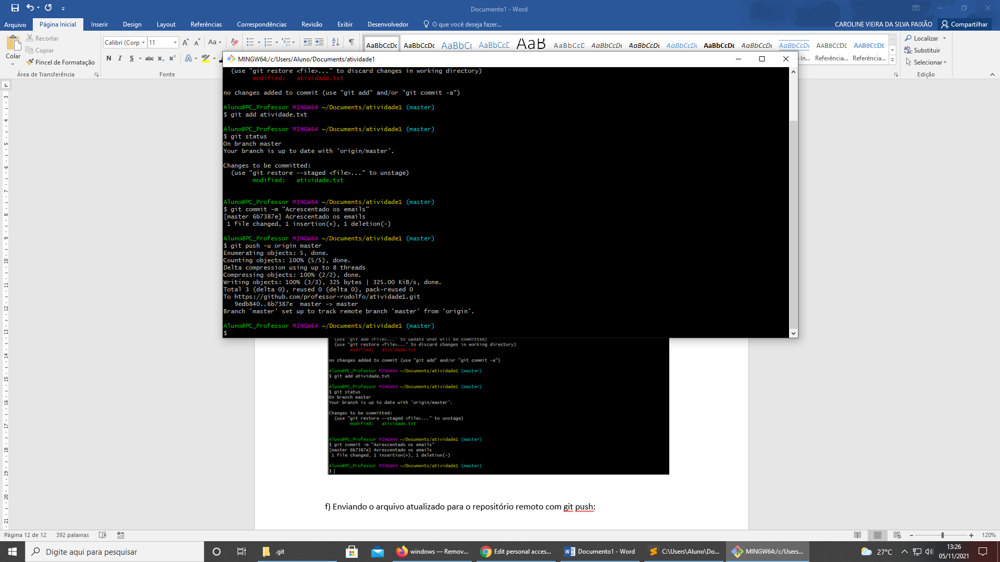 Documento1 - Word
Arquivo Página Inicial Inserir Design Layout Referências Correspondências Revisão Exibir Desenvolvedor O que você deseja fazer... CAROLINE VIEIRA DA SILVA PAIXÃO Compartilhar
Colar
Recortar
Copiar
Pincel de Formatação
Área de Transferência
Calibri (Corp 11
Fonte
AaBbCcDc AaBbCcDc AaBbCc AaBbCcD AaB AaBbCcD AaBbCcDc AaBbCcDc AaBbCcDc AaBbCcDc AaBbCcDc AaBbCcDc AABBCCDE AABBCCDE
In... Referência... Referência...
Localizar
Substituir
Selecionar
Edição
MINGW64:/c/Users/Aluno/Documents/atividade1
(use "git restore <file>..." to discard changes in working directory)
modified: atividade.txt
no changes added to commit (use "git add" and/or "git commit -a")
Aluno@PC_Professor MINGW64 ~/Documents/atividade1 (master)
$ git add atividade.txt
Aluno@PC_Professor MINGW64 ~/Documents/atividade1 (master)
$ git status
On branch master
Your branch is up to date with 'origin/master'.
Changes to be committed:
(use "git restore --staged <file>..." to unstage)
modified: atividade.txt
Aluno@PC_Professor MINGW64 ~/Documents/atividade1 (master)
$ git commit -m "Acrescentado os emails"
[master 6b7387e] Acrescentado os emails
1 file changed, 1 insertion(+), 1 deletion(-)
Aluno@PC_Professor MINGW64 ~/Documents/atividade1 (master)
$ git push -u origin master
Enumerating objects: 5, done.
Counting objects: 100% (5/5), done.
Delta compression using up to 8 threads
Compressing objects: 100% (2/2), done.
Writing objects: 100% (3/3), 325 bytes | 325.00 KiB/s, done.
Total 3 (delta 0), reused 0 (delta 0), pack-reused 0
To https://github.com/professor-rodolfo/atividade1.git
9edb840..6b7387e master -> master
Branch 'master' set up to track remote branch 'master' from 'origin'.
Aluno@PC_Professor MINGW64 ~/Documents/atividade1 (master)
$
(use "git add <file>..." to update what will be committed)
(use "git restore <file>..." to discard changes in working directory)
modified: atividade.txt
no changes added to commit (use "git add" and/or "git commit -a")
Aluno@PC_Professor MINGW64 ~/Documents/atividade1 (master)
$ git add atividade.txt
Aluno@PC_Professor MINGW64 ~/Documents/atividade1 (master)
$ git status
On branch master
Your branch is up to date with 'origin/master'.
Changes to be committed:
(use "git restore --staged <file>..." to unstage)
modified: atividade.txt
Aluno@PC_Professor MINGW64 ~/Documents/atividade1 (master)
$ git commit -m "Acrescentado os emails"
[master 6b7387e] Acrescentado os emails
1 file changed, 1 insertion(+), 1 deletion(-)
Aluno@PC_Professor MINGW64 ~/Documents/atividade1 (master)
$
f) Enviando o arquivo atualizado para o repositório remoto com git push:
Página 12 de 12 392 palavras 120%
Digite aqui para pesquisar .git windows — Remov... Edit personal acces... Documento1 - Word C:\Users\Aluno\Do... MINGW64:/c/Users... 27°C 13:26
05/11/2021